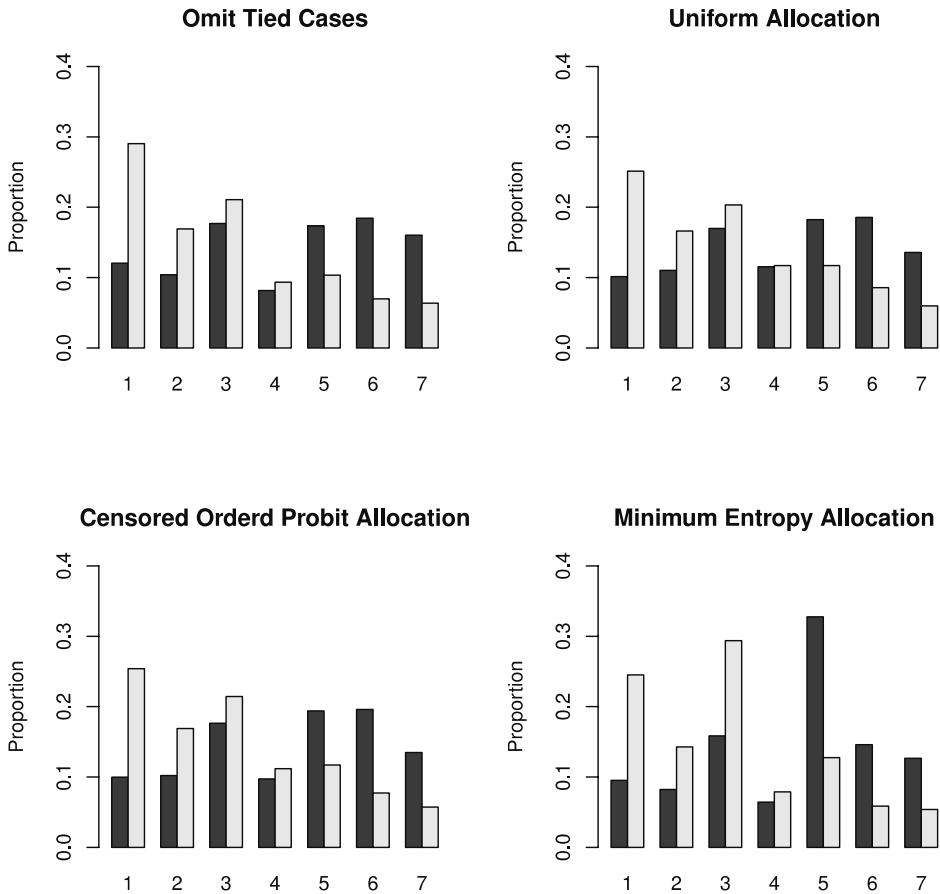 Omit Tied Cases
Proportion
0.4
0.3
0.2
0.1
0.0
1 2 3 4 5 6 7
Uniform Allocation
Proportion
0.4
0.3
0.2
0.1
0.0
1 2 3 4 5 6 7
Censored Orderd Probit Allocation
Proportion
0.4
0.3
0.2
0.1
0.0
1 2 3 4 5 6 7
Minimum Entropy Allocation
Proportion
0.4
0.3
0.2
0.1
0.0
1 2 3 4 5 6 7